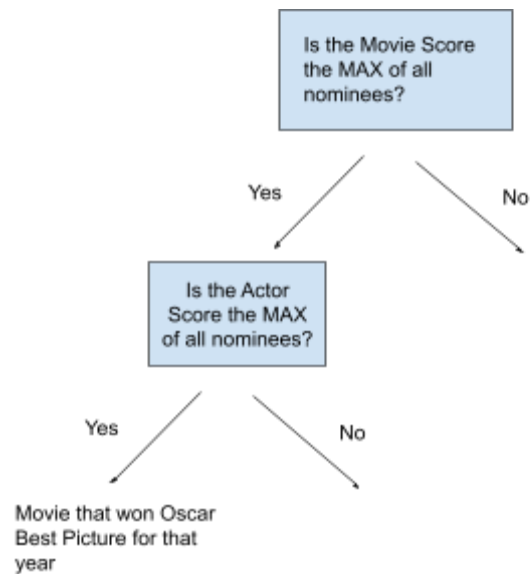 Is the Movie Score
the MAX of all
nominees?
Yes
No
Is the Actor
Score the MAX
of all nominees?
Yes
No
Movie that won Oscar
Best Picture for that
year